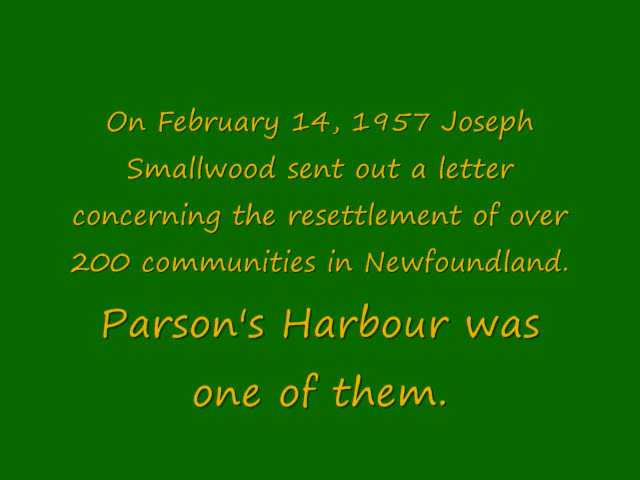 On February 14, 1957 Joseph
Smallwood sent out a letter
concerning the resettlement of over
200 communities in Newfoundland.
Parson's Harbour was
one of them.